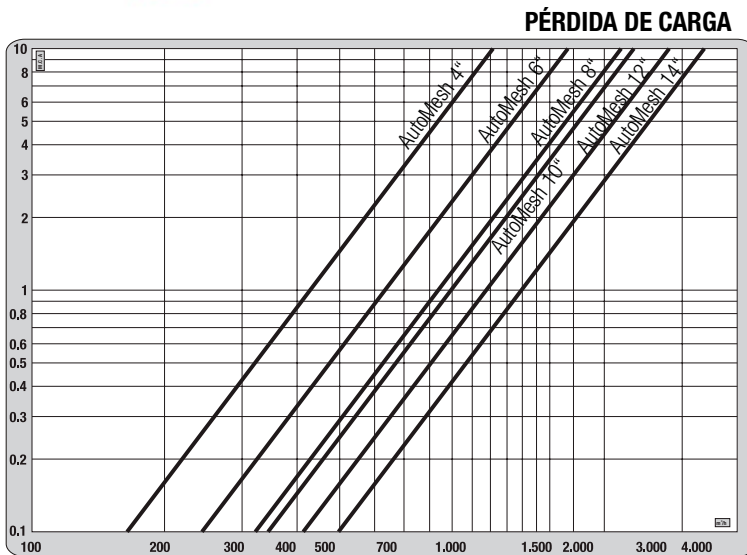 PÉRDIDA DE CARGA
m.c.a
10
8
6
5
4
3
2
1
0.8
0.6
0.5
0.4
0.3
0.2
0.1
AutoMesh 4“
AutoMesh 6“
AutoMesh 8“
AutoMesh 10“
AutoMesh 12“
AutoMesh 14“
m³/h
100 200 300 400 500 700 1.000 1.500 2.000 3.000 4.000